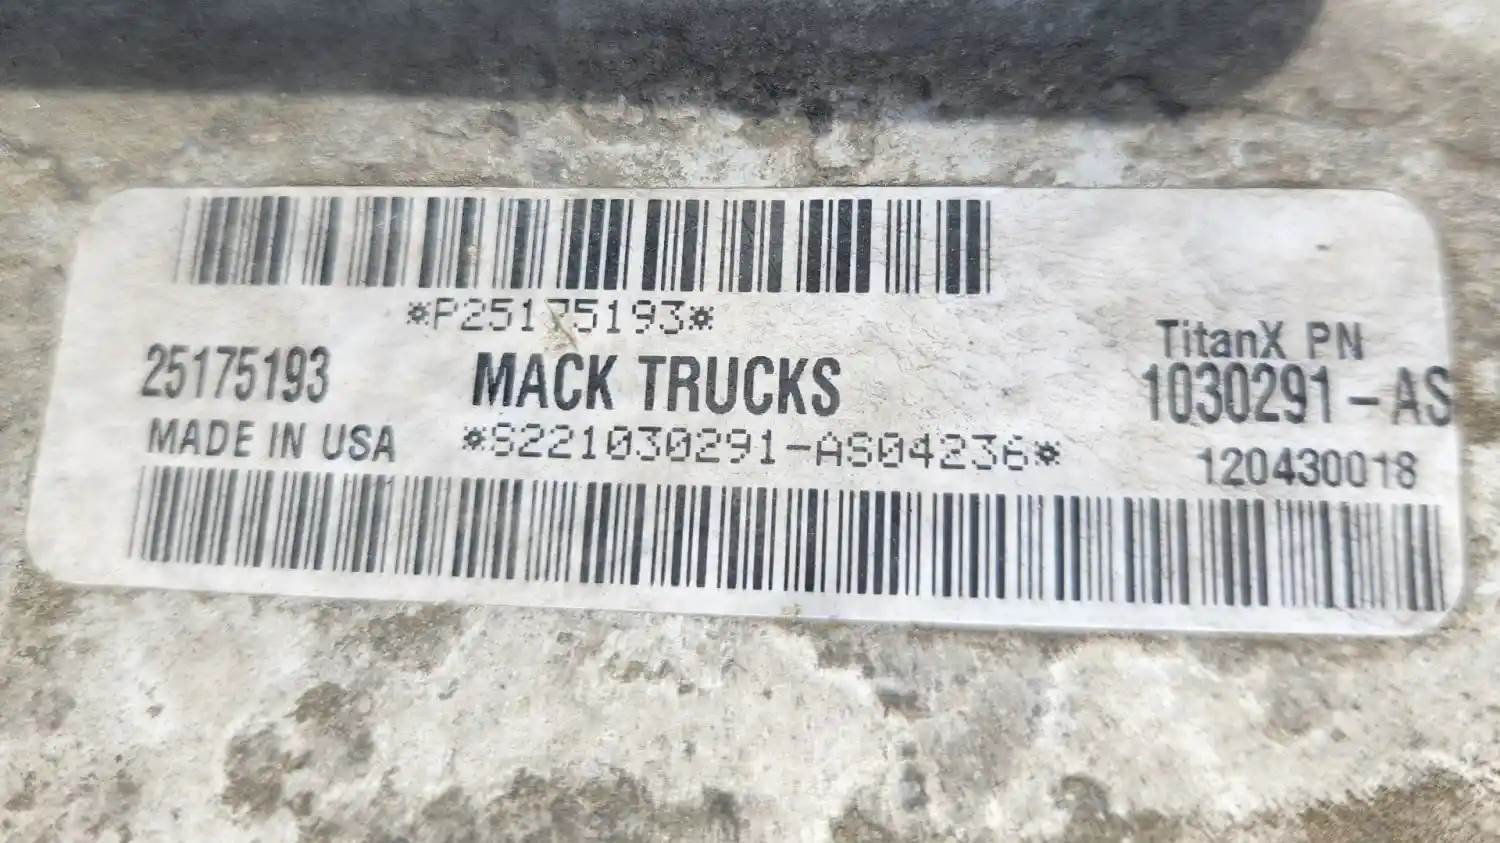 *P25175193*
25175193
MACK TRUCKS
TitanX PN
1030291-AS
MADE IN USA
*S221030291-AS04236*
120430018